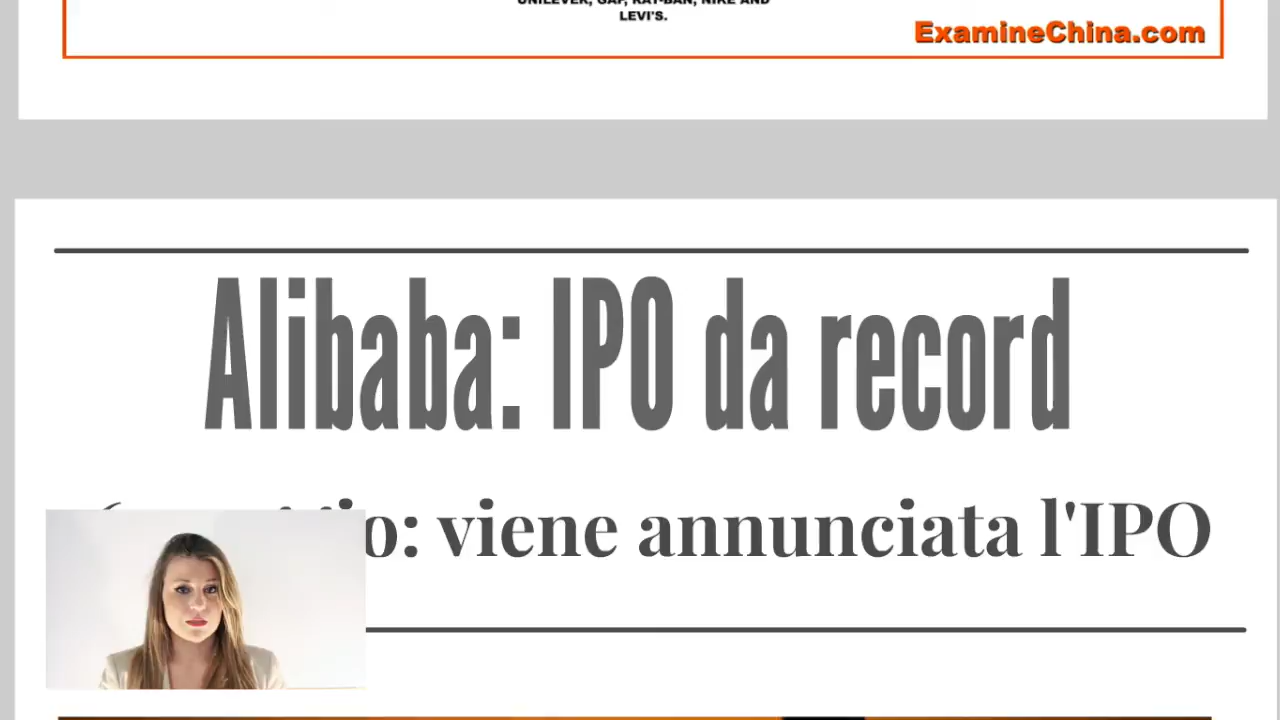 UNILEVER, GAP, RAY-BAN, NIKE AND
LEVI'S.
ExamineChina.com
Alibaba: IPO da record
viene annunciata l'IPO